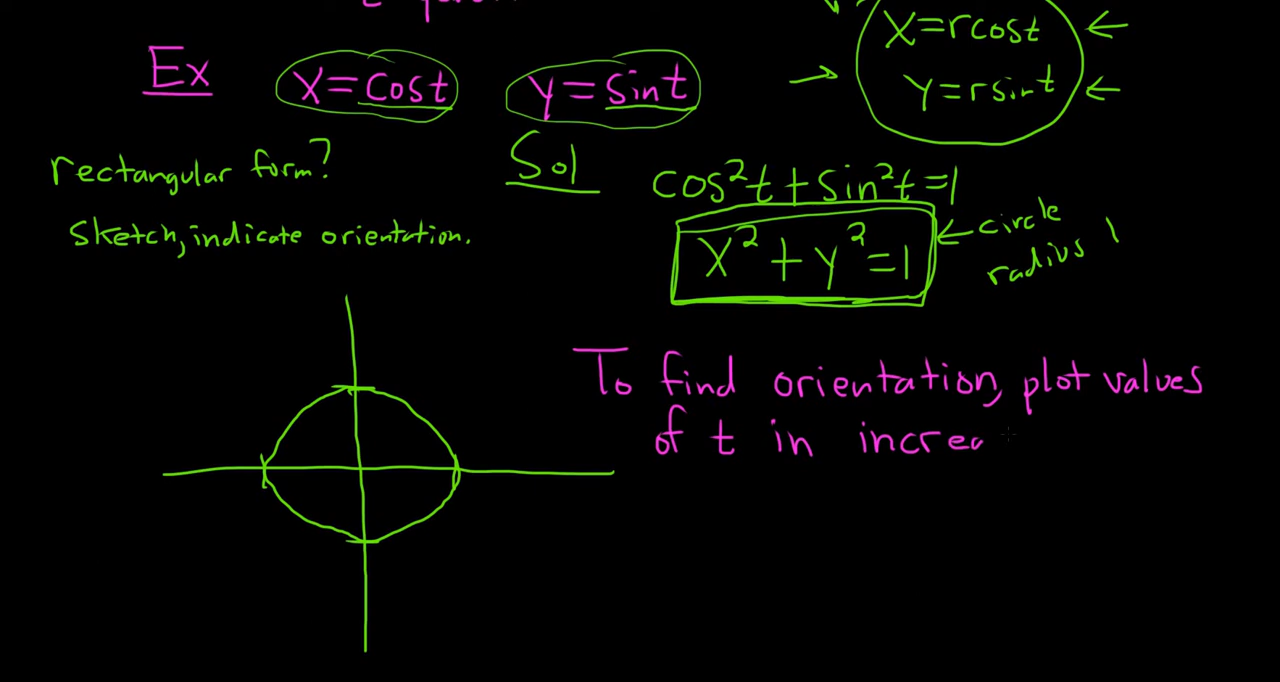 X=rcost
Ex X=cost y=sint
Y=rsint
rectangular form?
Sol
cos²t+sin²t=1
Sketch, indicate orientation.
X²+y²=1
circle
radius 1
To find orientation, plot values
of t in increa